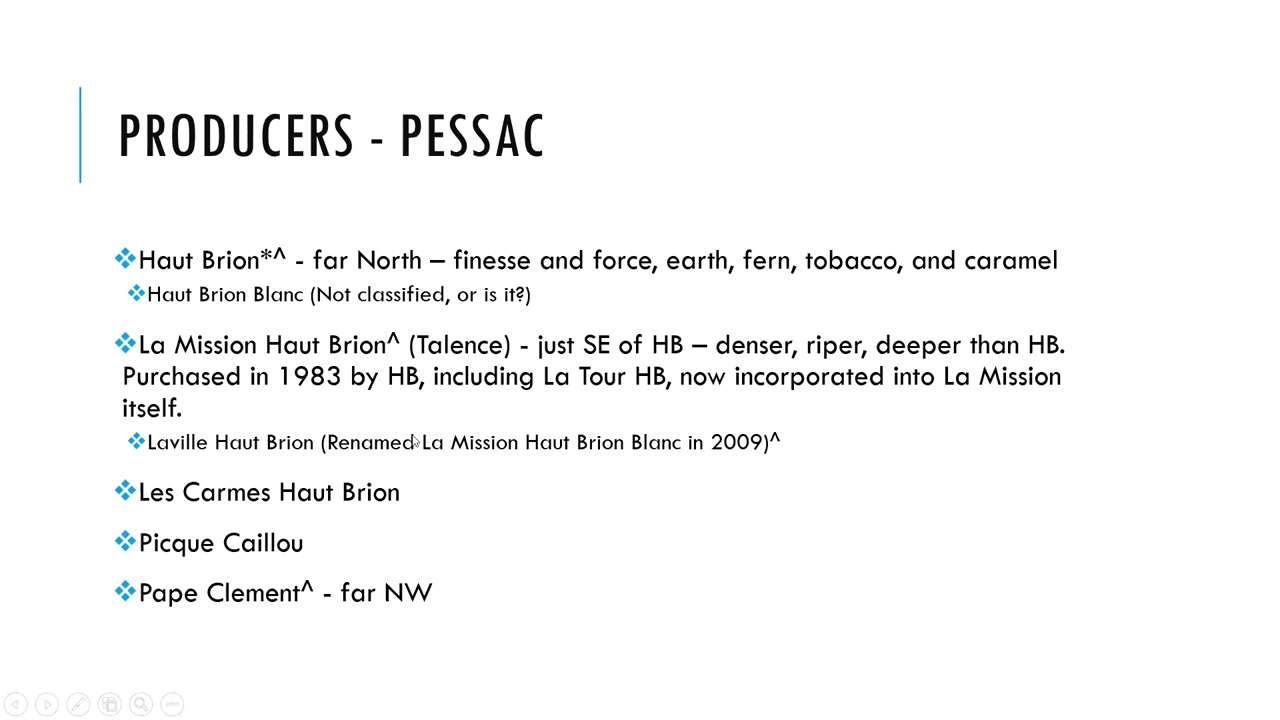 PRODUCERS - PESSAC
Haut Brion*^ - far North – finesse and force, earth, fern, tobacco, and caramel
Haut Brion Blanc (Not classified, or is it?)
La Mission Haut Brion^ (Talence) - just SE of HB – denser, riper, deeper than HB.
Purchased in 1983 by HB, including La Tour HB, now incorporated into La Mission
itself.
Laville Haut Brion (Renamed La Mission Haut Brion Blanc in 2009)^
Les Carmes Haut Brion
Picque Caillou
Pape Clement^ - far NW